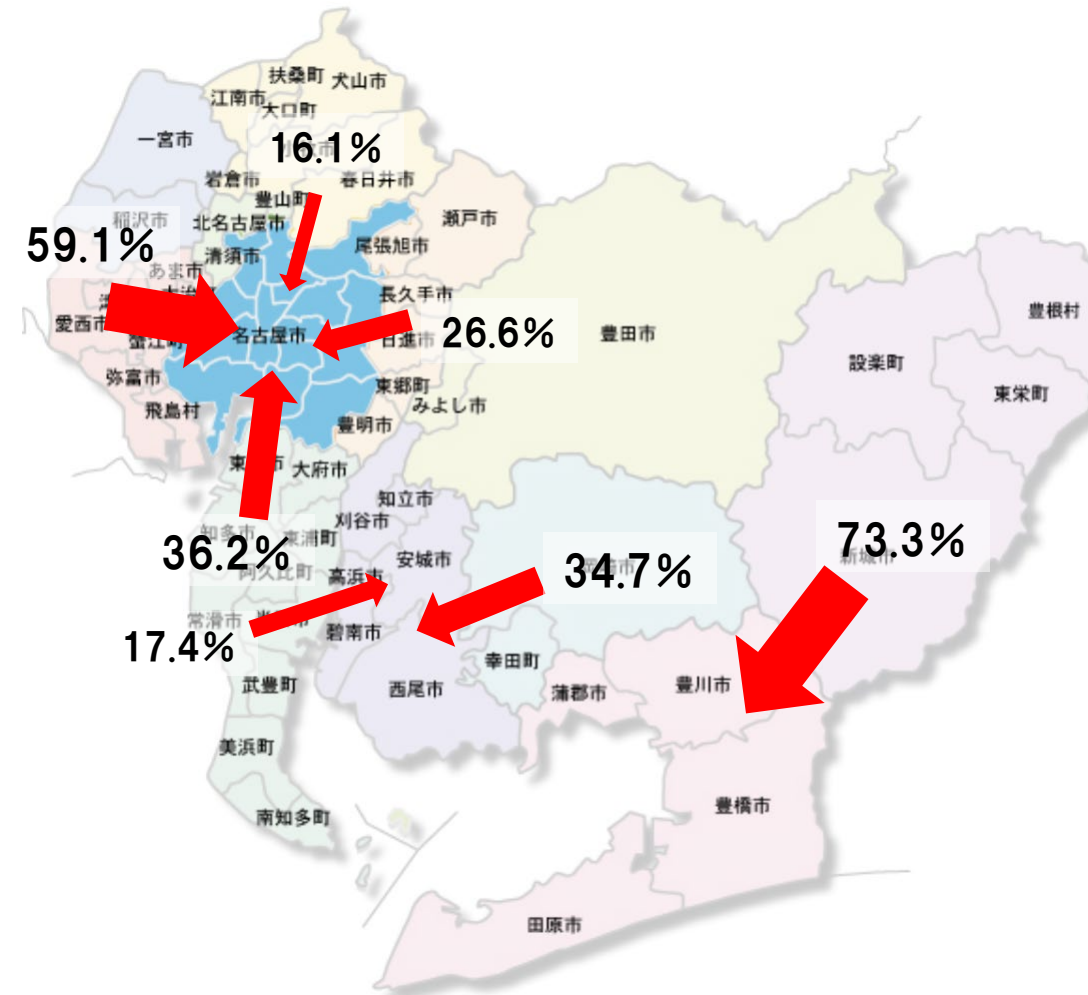 扶桑町
犬山市
江南市
大口町
一宮市
16.1%
岩倉市
春日井市
豊山町
稲沢市
北名古屋市
瀬戸市
59.1%
清須市
尾張旭市
あま市
長久手市
愛西市
名古屋市
26.6%
日進市
豊田市
豊根村
蟹江町
設楽町
弥富市
東郷町
東栄町
みよし市
飛島村
豊明市
大府市
知立市
知多市
東浦町
刈谷市
36.2%
安城市
73.3%
新城市
阿久比町
高浜市
34.7%
常滑市
17.4%
碧南市
幸田町
武豊町
西尾市
蒲郡市
豊川市
美浜町
豊橋市
南知多町
田原市